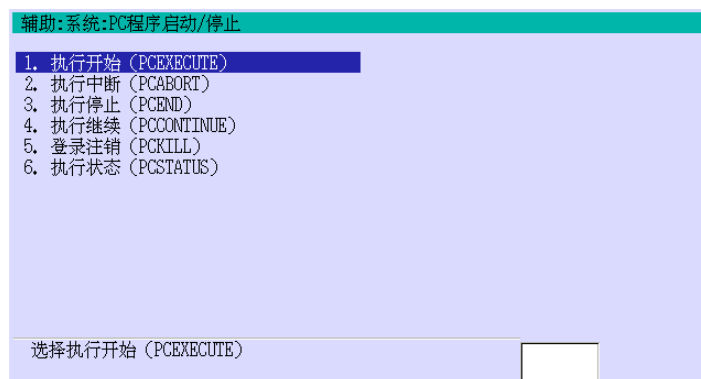 辅助:系统:PC程序启动/停止
1. 执行开始 (PCEXECUTE)
2. 执行中断 (PCABORT)
3. 执行停止 (PCEND)
4. 执行继续 (PCCONTINUE)
5. 登录注销 (PCKILL)
6. 执行状态 (PCSTATUS)
选择执行开始 (PCEXECUTE)